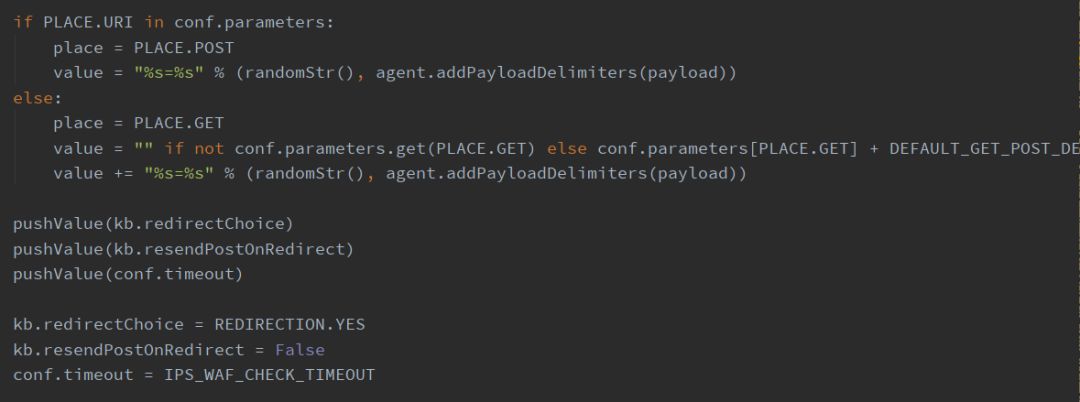 if PLACE.URI in conf.parameters:
    place = PLACE.POST
    value = "%s=%s" % (randomStr(), agent.addPayloadDelimiters(payload))
else:
    place = PLACE.GET
    value = "" if not conf.parameters.get(PLACE.GET) else conf.parameters[PLACE.GET] + DEFAULT_GET_POST_DE
    value += "%s=%s" % (randomStr(), agent.addPayloadDelimiters(payload))

pushValue(kb.redirectChoice)
pushValue(kb.resendPostOnRedirect)
pushValue(conf.timeout)

kb.redirectChoice = REDIRECTION.YES
kb.resendPostOnRedirect = False
conf.timeout = IPS_WAF_CHECK_TIMEOUT